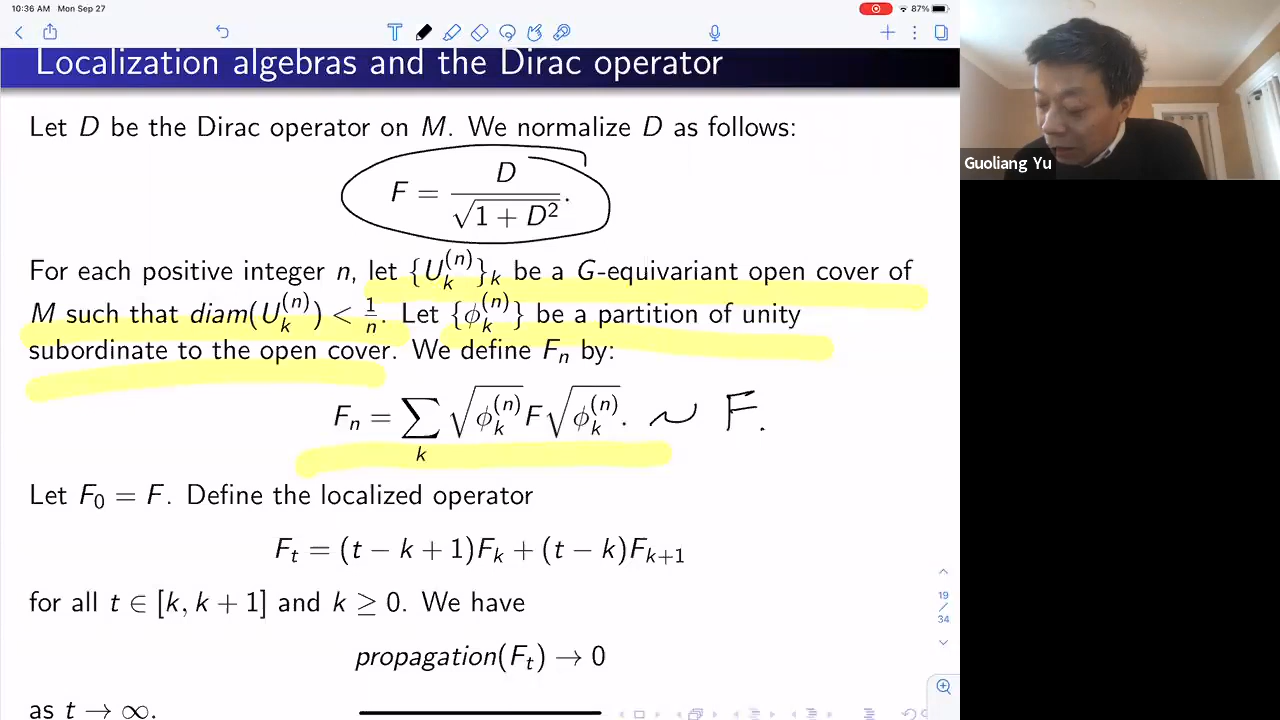 10:36 AM Mon Sep 27
87%
Localization algebras and the Dirac operator
Let D be the Dirac operator on M. We normalize D as follows:
F = D / √(1 + D²).
For each positive integer n, let {U_k^(n)}_k be a G-equivariant open cover of
M such that diam(U_k^(n)) < 1/n. Let {ϕ_k^(n)} be a partition of unity
subordinate to the open cover. We define F_n by:
F_n = ∑_k √ϕ_k^(n) F √ϕ_k^(n). ~ F.
Let F_0 = F. Define the localized operator
F_t = (t − k + 1)F_k + (t − k)F_{k+1}
for all t ∈ [k, k + 1] and k ≥ 0. We have
propagation(F_t) → 0
as t → ∞.
19
/
34
Guoliang Yu